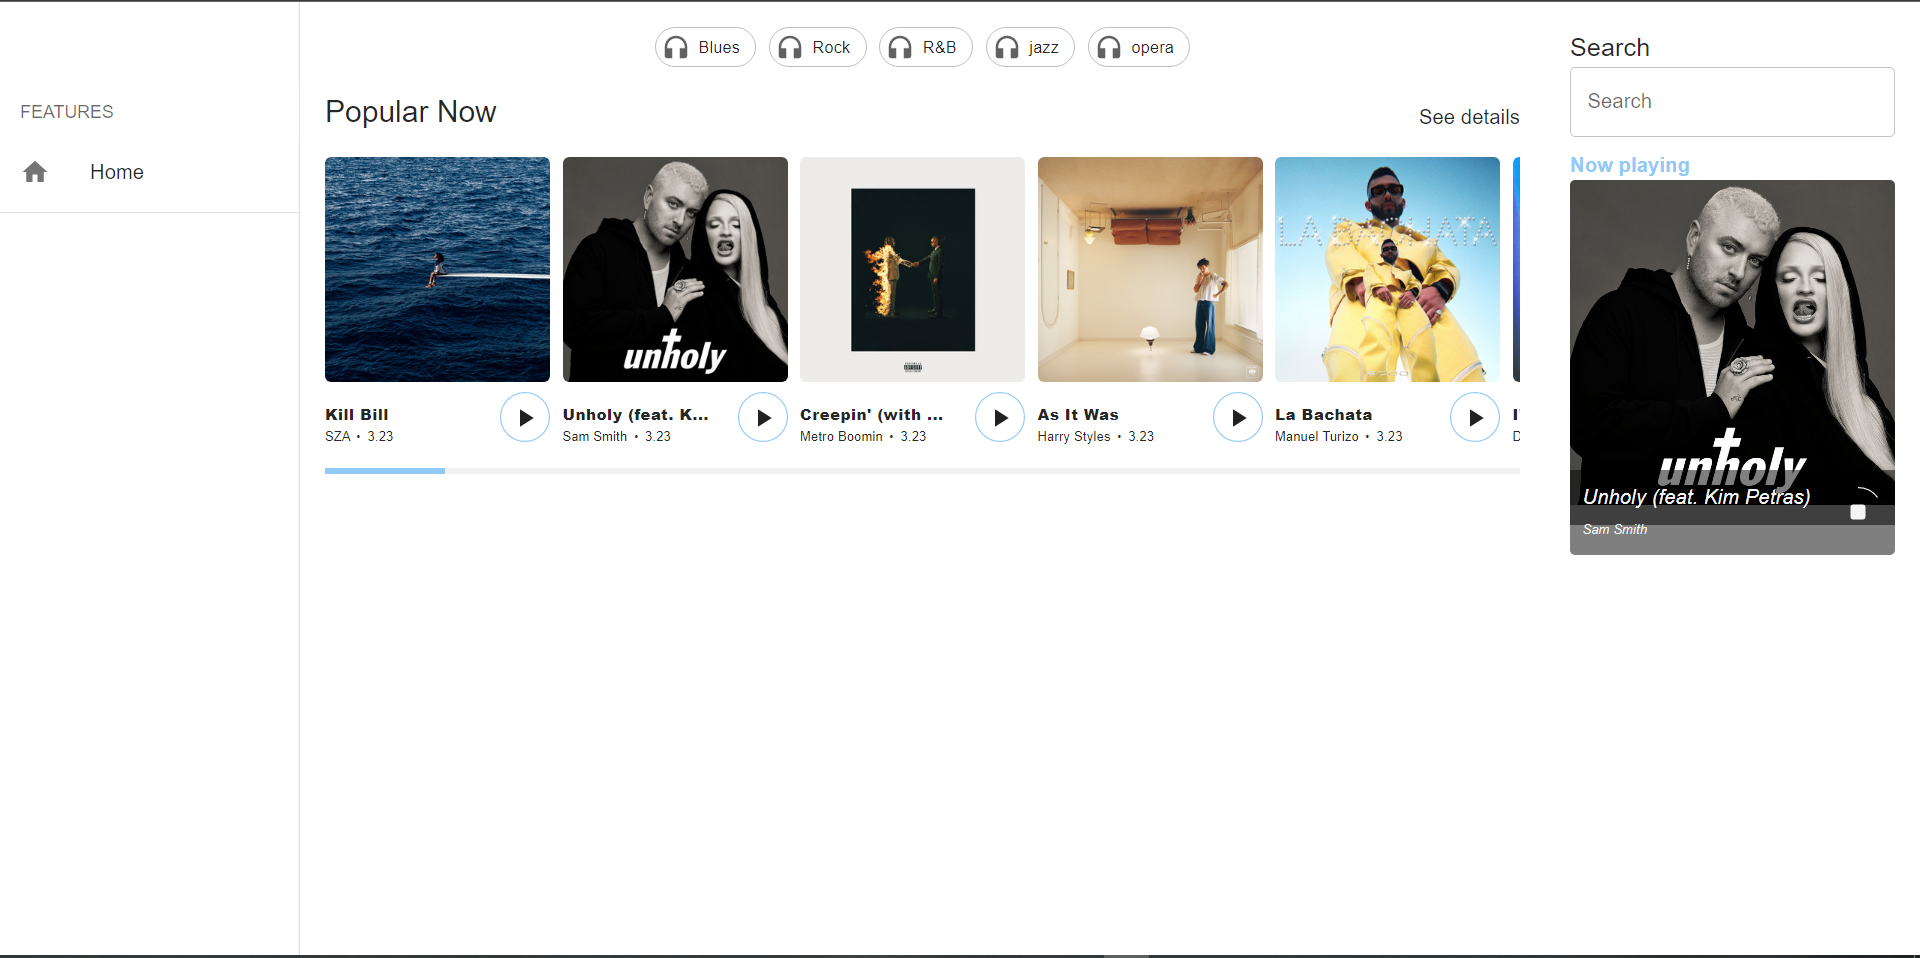 Blues
Rock
R&B
jazz
opera
Search
Search
FEATURES
Home
Popular Now
See details
Now playing
unholy
LA BACHATA
unholy
Kill Bill
SZA • 3.23
Unholy (feat. K...
Sam Smith • 3.23
Creepin' (with ...
Metro Boomin • 3.23
As It Was
Harry Styles • 3.23
La Bachata
Manuel Turizo • 3.23
Unholy (feat. Kim Petras)
Sam Smith